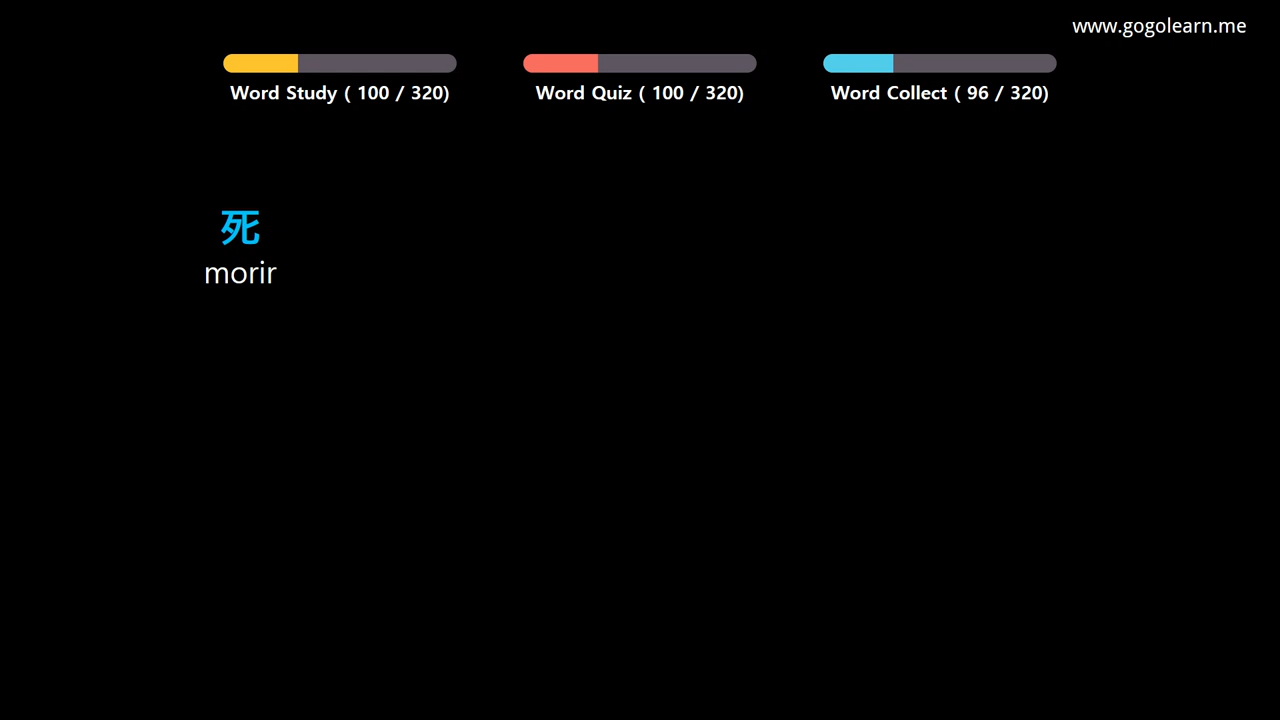 www.gogolearn.me
Word Study ( 100 / 320)
Word Quiz ( 100 / 320)
Word Collect ( 96 / 320)
死
morir